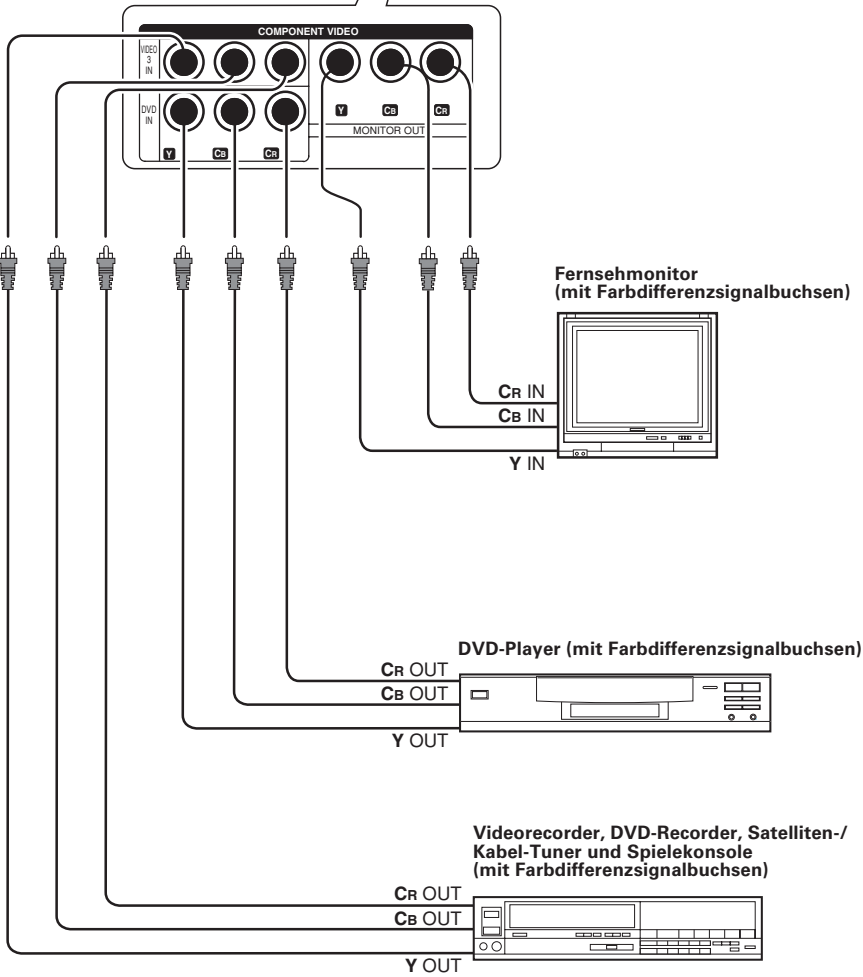 COMPONENT VIDEO
VIDEO
3
IN
DVD
IN
Y
CB
CR
MONITOR OUT
Y
CB
CR
Fernsehmonitor
(mit Farbdifferenzsignalbuchsen)
CR IN
CB IN
Y IN
DVD-Player (mit Farbdifferenzsignalbuchsen)
CR OUT
CB OUT
Y OUT
Videorecorder, DVD-Recorder, Satelliten-/
Kabel-Tuner und Spielekonsole
(mit Farbdifferenzsignalbuchsen)
CR OUT
CB OUT
Y OUT